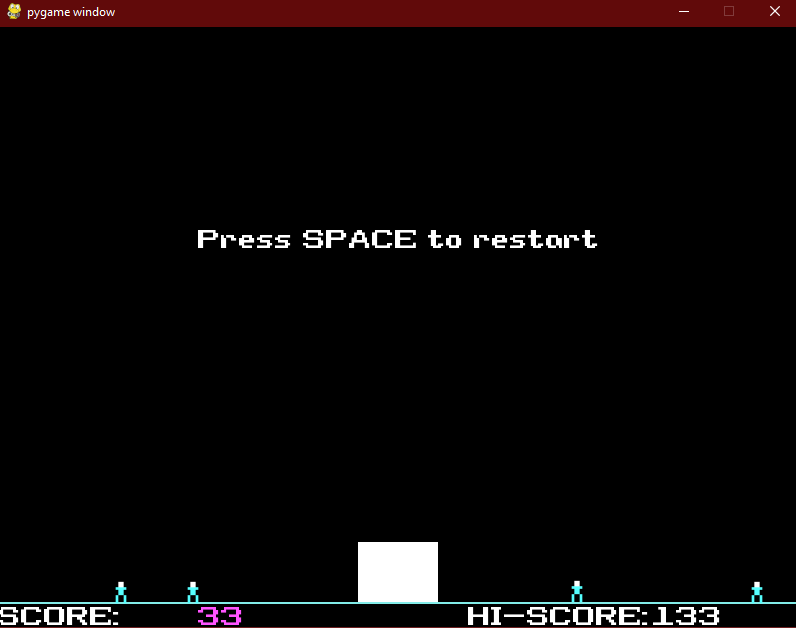 pygame window
Press SPACE to restart
SCORE: 33 HI-SCORE:133